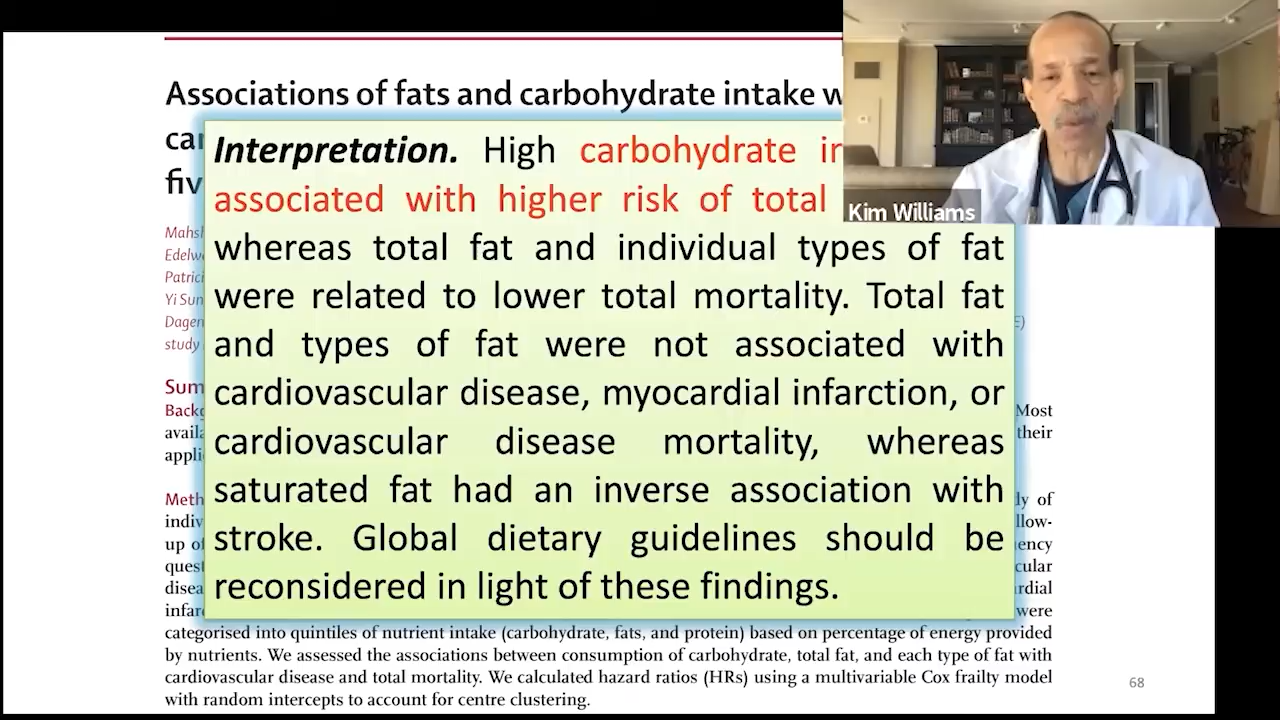 Associations of fats and carbohydrate intake
Interpretation. High carbohydrate
associated with higher risk of total
whereas total fat and individual types of fat
were related to lower total mortality. Total fat
and types of fat were not associated with
cardiovascular disease, myocardial infarction, or
cardiovascular disease mortality, whereas
saturated fat had an inverse association with
stroke. Global dietary guidelines should be
reconsidered in light of these findings.
Kim Williams
study
Most
their
of
were
categorised into quintiles of nutrient intake (carbohydrate, fats, and protein) based on percentage of energy provided
by nutrients. We assessed the associations between consumption of carbohydrate, total fat, and each type of fat with
cardiovascular disease and total mortality. We calculated hazard ratios (HRs) using a multivariable Cox frailty model
with random intercepts to account for centre clustering.
68